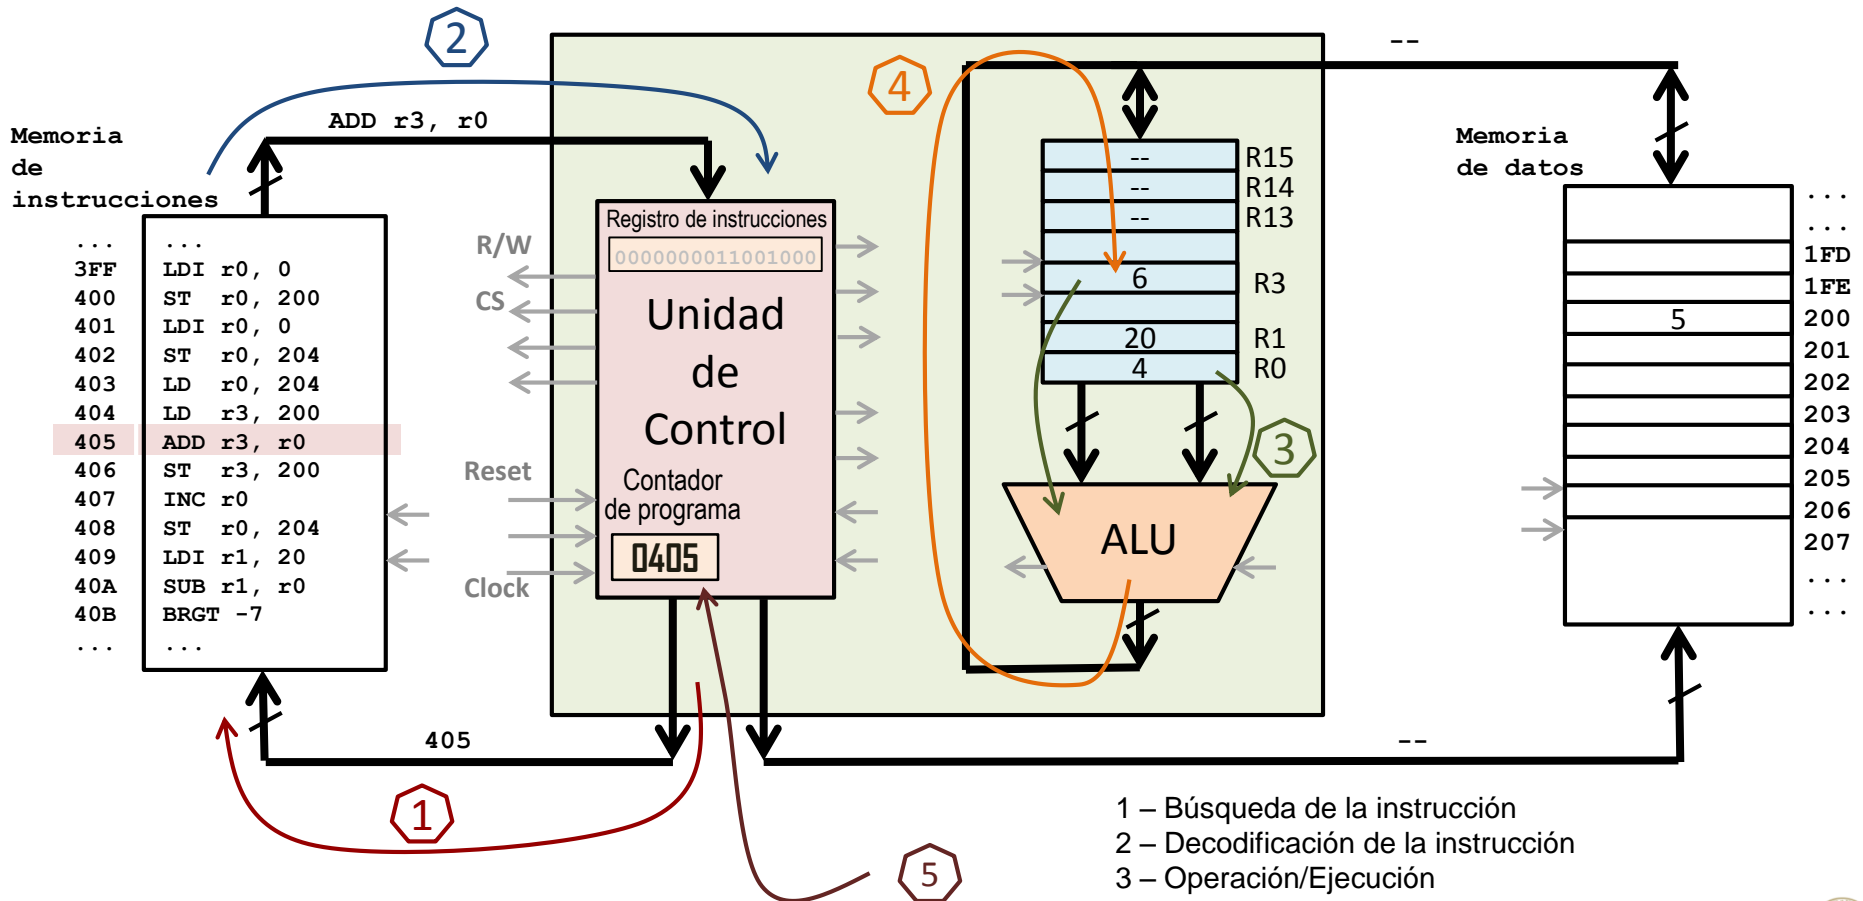 2
4
--
ADD r3, r0
Memoria
de
instrucciones
... ...
3FF LDI r0, 0
400 ST r0, 200
401 LDI r0, 0
402 ST r0, 204
403 LD r0, 204
404 LD r3, 200
405 ADD r3, r0
406 ST r3, 200
407 INC r0
408 ST r0, 204
409 LDI r1, 20
40A SUB r1, r0
40B BRGT -7
... ...
R/W
CS
Reset
Clock
Registro de instrucciones
0000000011001000
Unidad
de
Control
Contador
de programa
0405
-- R15
-- R14
-- R13
6 R3
20 R1
4 R0
3
ALU
Memoria
de datos
...
...
1FD
1FE
5 200
201
202
203
204
205
206
207
...
...
405
--
1
5
1 – Búsqueda de la instrucción
2 – Decodificación de la instrucción
3 – Operación/Ejecución